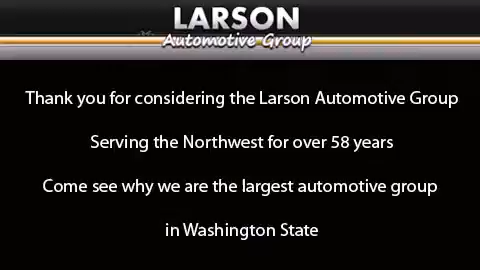 LARSON
Automotive Group
Thank you for considering the Larson Automotive Group
Serving the Northwest for over 58 years
Come see why we are the largest automotive group
in Washington State